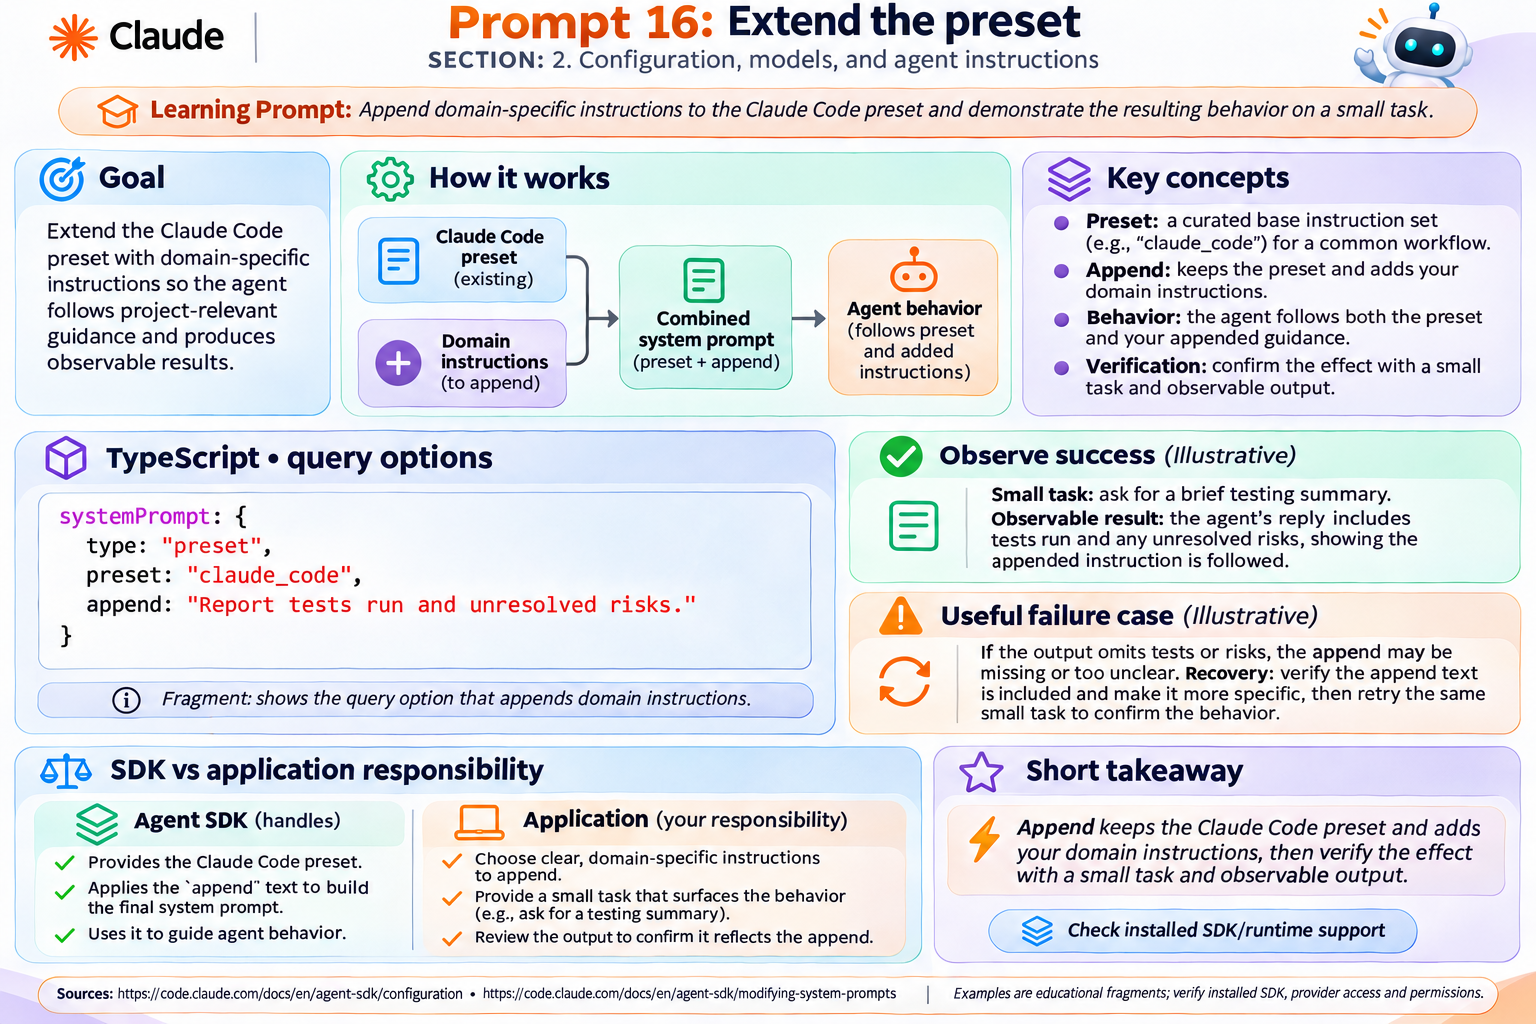 Claude
Prompt 16: Extend the preset
SECTION: 2. Configuration, models, and agent instructions
Learning Prompt: Append domain-specific instructions to the Claude Code preset and demonstrate the resulting behavior on a small task.
Goal
Extend the Claude Code
preset with domain-specific
instructions so the agent
follows project-relevant
guidance and produces
observable results.
How it works
Claude Code
preset
(existing)
Domain
instructions
(to append)
Combined
system prompt
(preset + append)
Agent behavior
(follows preset
and added
instructions)
Key concepts
Preset: a curated base instruction set
(e.g., “claude_code”) for a common workflow.
Append: keeps the preset and adds your
domain instructions.
Behavior: the agent follows both the preset
and your appended guidance.
Verification: confirm the effect with a small
task and observable output.
TypeScript • query options
systemPrompt: {
type: "preset",
preset: "claude_code",
append: "Report tests run and unresolved risks."
}
Fragment: shows the query option that appends domain instructions.
Observe success (Illustrative)
Small task: ask for a brief testing summary.
Observable result: the agent's reply includes
tests run and any unresolved risks, showing the
appended instruction is followed.
Useful failure case (Illustrative)
If the output omits tests or risks, the append may be
missing or too unclear. Recovery: verify the append text
is included and make it more specific, then retry the same
small task to confirm the behavior.
SDK vs application responsibility
Agent SDK (handles)
Provides the Claude Code preset.
Applies the `append" text to build
the final system prompt.
Uses it to guide agent behavior.
Application (your responsibility)
Choose clear, domain-specific instructions
to append.
Provide a small task that surfaces the behavior
(e.g., ask for a testing summary).
Review the output to confirm it reflects the append.
Short takeaway
Append keeps the Claude Code preset and adds
your domain instructions, then verify the effect
with a small task and observable output.
Check installed SDK/runtime support
Sources: https://code.claude.com/docs/en/agent-sdk/configuration • https://code.claude.com/docs/en/agent-sdk/modifying-system-prompts
Examples are educational fragments; verify installed SDK, provider access and permissions.